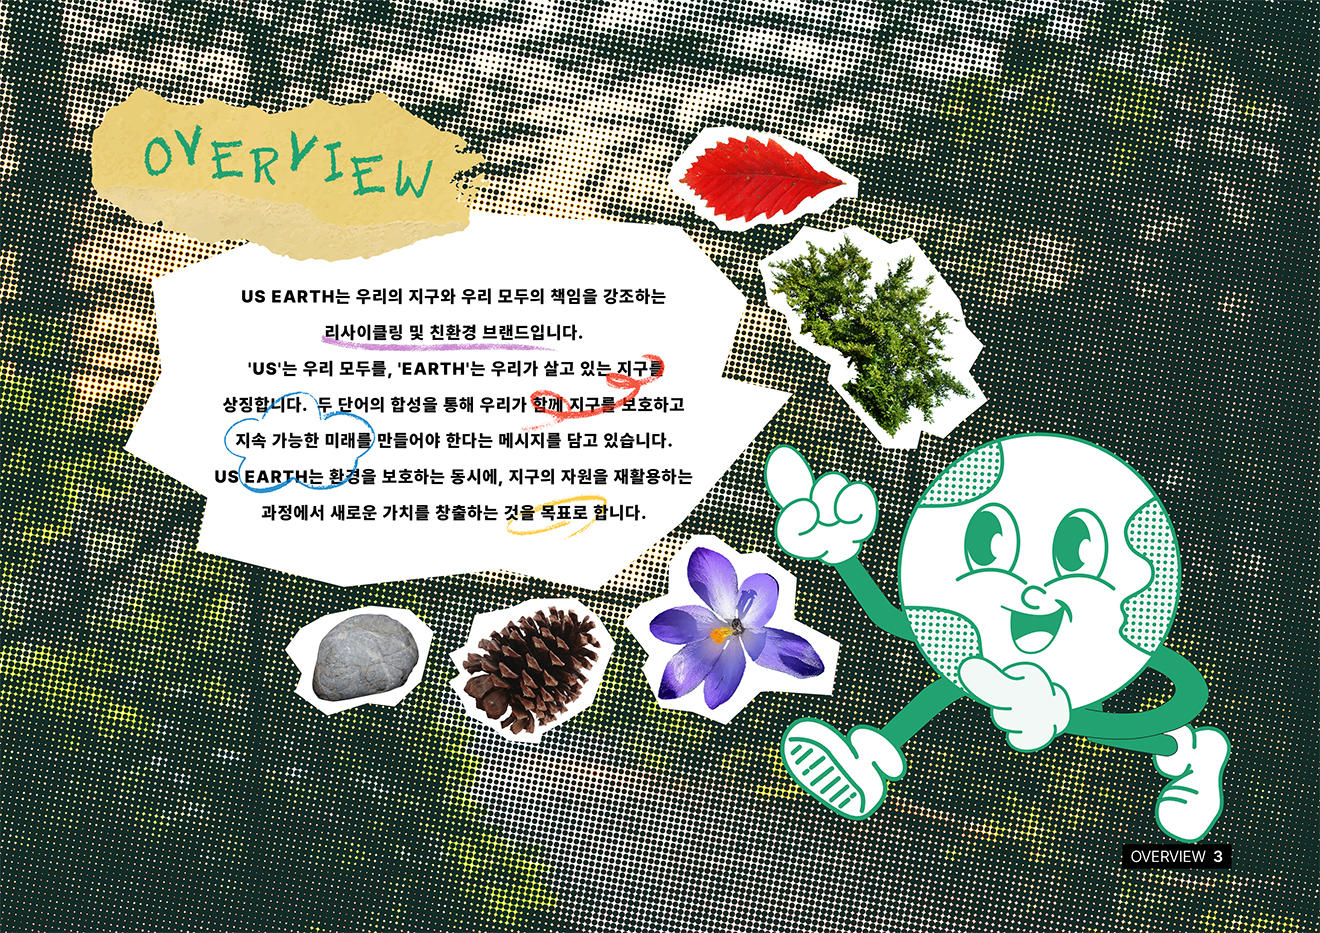 OVERVIEW
US EARTH는 우리의 지구와 우리 모두의 책임을 강조하는
리사이클링 및 친환경 브랜드입니다.
'US'는 우리 모두를, 'EARTH'는 우리가 살고 있는 지구를
상징합니다. 두 단어의 합성을 통해 우리가 함께 지구를 보호하고
지속 가능한 미래를 만들어야 한다는 메시지를 담고 있습니다.
US EARTH는 환경을 보호하는 동시에, 지구의 자원을 재활용하는
과정에서 새로운 가치를 창출하는 것을 목표로 합니다.
OVERVIEW 3